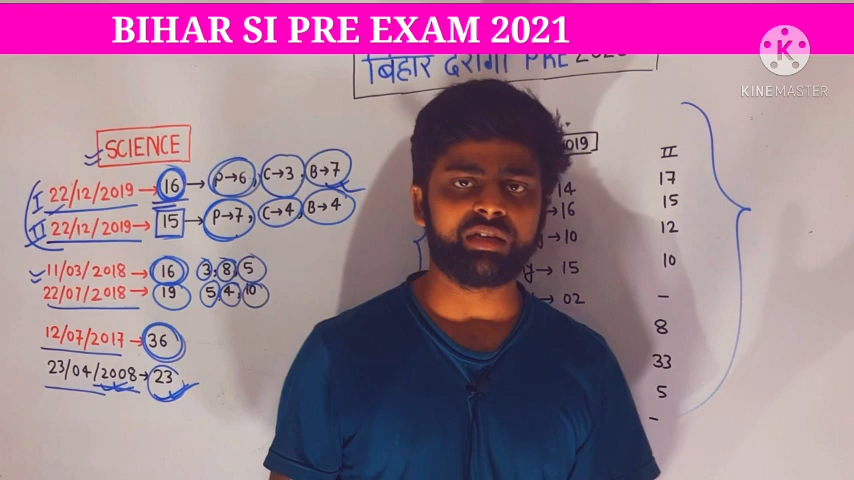 BIHAR SI PRE EXAM 2021
K
KINEMASTER
बिहार दरोगा PRE
SCIENCE
I 22/12/2019 → 16 → P→6, C→3, B→7
II 22/12/2019 → 15 → P→7, C→4, B→4
11/03/2018 → 16 3, 8, 5
22/07/2018 → 19 5, 4, 10
12/07/2017 → 36
23/04/2008 → 23
2019 II
14 17
→16 15
y→10 12
y→15 10
→02 –
8
33
5
–